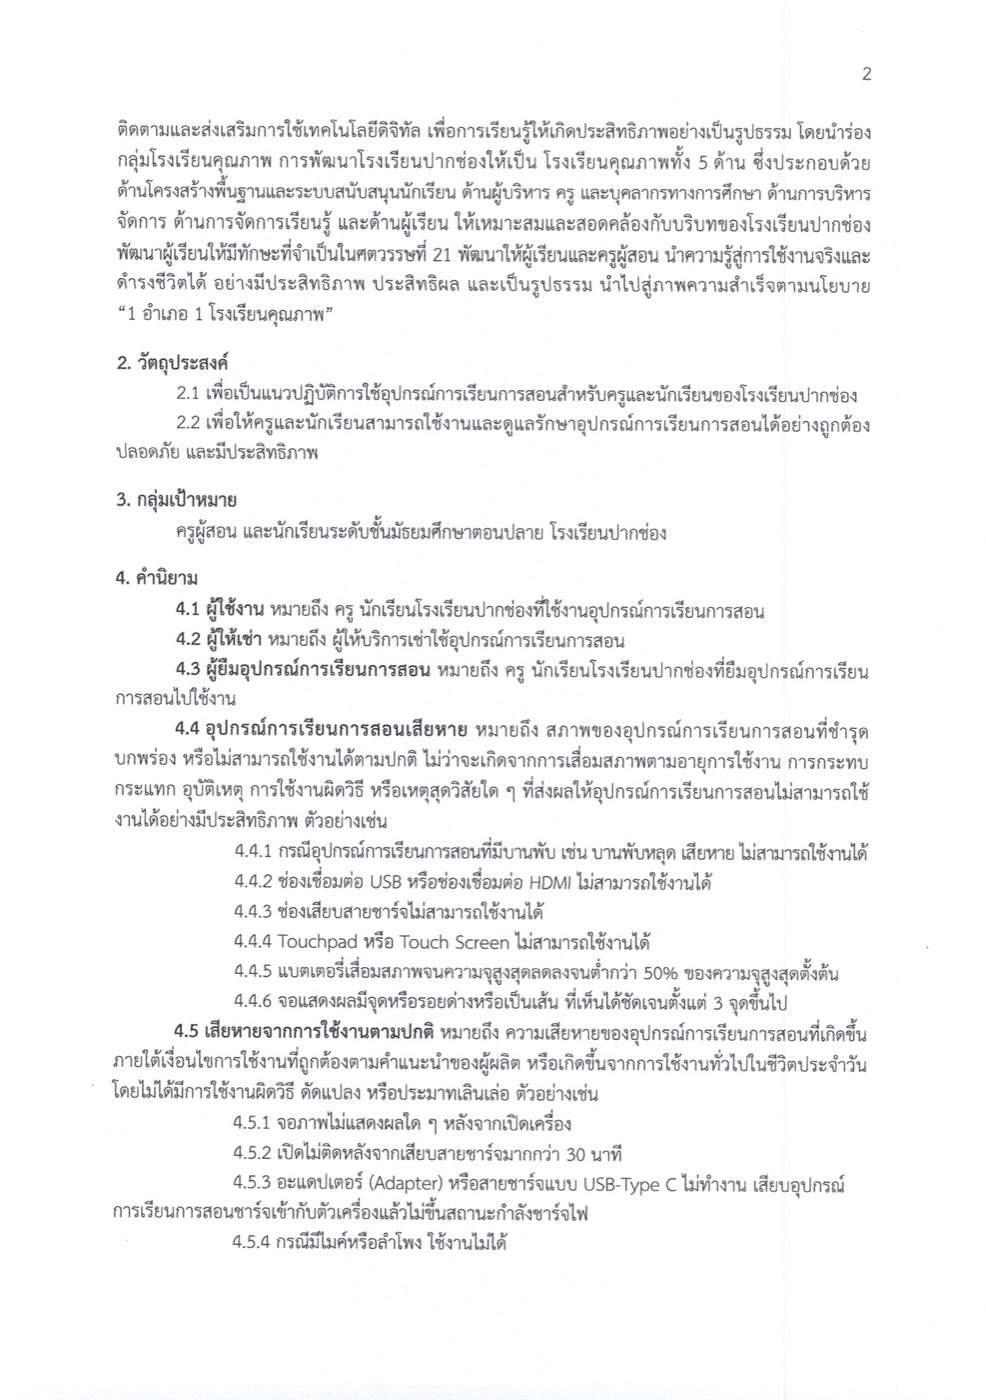 2
ติดตามและส่งเสริมการใช้เทคโนโลยีดิจิทัล เพื่อการเรียนรู้ให้เกิดประสิทธิภาพอย่างเป็นรูปธรรม โดยนำร่อง
กลุ่มโรงเรียนคุณภาพ การพัฒนาโรงเรียนปากช่องให้เป็น โรงเรียนคุณภาพทั้ง 5 ด้าน ซึ่งประกอบด้วย
ด้านโครงสร้างพื้นฐานและระบบสนับสนุนนักเรียน ด้านผู้บริหาร ครู และบุคลากรทางการศึกษา ด้านการบริหาร
จัดการ ด้านการจัดการเรียนรู้ และด้านผู้เรียน ให้เหมาะสมและสอดคล้องกับบริบทของโรงเรียนปากช่อง
พัฒนาผู้เรียนให้มีทักษะที่จำเป็นในศตวรรษที่ 21 พัฒนาให้ผู้เรียนและครูผู้สอน นำความรู้สู่การใช้งานจริงและ
ดำรงชีวิตได้ อย่างมีประสิทธิภาพ ประสิทธิผล และเป็นรูปธรรม นำไปสู่ภาพความสำเร็จตามนโยบาย
“1 อำเภอ 1 โรงเรียนคุณภาพ”
2. วัตถุประสงค์
2.1 เพื่อเป็นแนวปฏิบัติการใช้อุปกรณ์การเรียนการสอนสำหรับครูและนักเรียนของโรงเรียนปากช่อง
2.2 เพื่อให้ครูและนักเรียนสามารถใช้งานและดูแลรักษาอุปกรณ์การเรียนการสอนได้อย่างถูกต้อง
ปลอดภัย และมีประสิทธิภาพ
3. กลุ่มเป้าหมาย
ครูผู้สอน และนักเรียนระดับชั้นมัธยมศึกษาตอนปลาย โรงเรียนปากช่อง
4. คำนิยาม
4.1 ผู้ใช้งาน หมายถึง ครู นักเรียนโรงเรียนปากช่องที่ใช้งานอุปกรณ์การเรียนการสอน
4.2 ผู้ให้เช่า หมายถึง ผู้ให้บริการเช่าใช้อุปกรณ์การเรียนการสอน
4.3 ผู้ยืมอุปกรณ์การเรียนการสอน หมายถึง ครู นักเรียนโรงเรียนปากช่องที่ยืมอุปกรณ์การเรียน
การสอนไปใช้งาน
4.4 อุปกรณ์การเรียนการสอนเสียหาย หมายถึง สภาพของอุปกรณ์การเรียนการสอนที่ชำรุด
บกพร่อง หรือไม่สามารถใช้งานได้ตามปกติ ไม่ว่าจะเกิดจากการเสื่อมสภาพตามอายุการใช้งาน การกระทบ
กระแทก อุบัติเหตุ การใช้งานผิดวิธี หรือเหตุสุดวิสัยใด ๆ ที่ส่งผลให้อุปกรณ์การเรียนการสอนไม่สามารถใช้
งานได้อย่างมีประสิทธิภาพ ตัวอย่างเช่น
4.4.1 กรณีอุปกรณ์การเรียนการสอนที่มีบานพับ เช่น บานพับหลุด เสียหาย ไม่สามารถใช้งานได้
4.4.2 ช่องเชื่อมต่อ USB หรือช่องเชื่อมต่อ HDMI ไม่สามารถใช้งานได้
4.4.3 ช่องเสียบสายชาร์จไม่สามารถใช้งานได้
4.4.4 Touchpad หรือ Touch Screen ไม่สามารถใช้งานได้
4.4.5 แบตเตอรี่เสื่อมสภาพจนความจุสูงสุดลดลงจนต่ำกว่า 50% ของความจุสูงสุดตั้งต้น
4.4.6 จอแสดงผลมีจุดหรือรอยด่างหรือเป็นเส้น ที่เห็นได้ชัดเจนตั้งแต่ 3 จุดขึ้นไป
4.5 เสียหายจากการใช้งานตามปกติ หมายถึง ความเสียหายของอุปกรณ์การเรียนการสอนที่เกิดขึ้น
ภายใต้เงื่อนไขการใช้งานที่ถูกต้องตามคำแนะนำของผู้ผลิต หรือเกิดขึ้นจากการใช้งานทั่วไปในชีวิตประจำวัน
โดยไม่ได้มีการใช้งานผิดวิธี ดัดแปลง หรือประมาทเลินเล่อ ตัวอย่างเช่น
4.5.1 จอภาพไม่แสดงผลใด ๆ หลังจากเปิดเครื่อง
4.5.2 เปิดไม่ติดหลังจากเสียบสายชาร์จมากกว่า 30 นาที
4.5.3 อะแดปเตอร์ (Adapter) หรือสายชาร์จแบบ USB-Type C ไม่ทำงาน เสียบอุปกรณ์
การเรียนการสอนชาร์จเข้ากับตัวเครื่องแล้วไม่ขึ้นสถานะกำลังชาร์จไฟ
4.5.4 กรณีมีไมค์หรือลำโพง ใช้งานไม่ได้